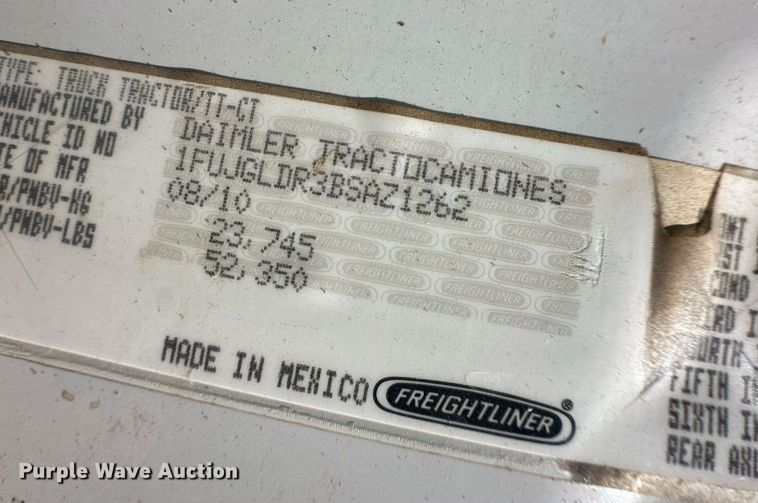 TYPE: TRUCK TRACTOR/TT-CT
MANUFACTURED BY DAIMLER TRACTOCAMIONES
VEHICLE ID NO 1FUJGLDR3BSAZ1262
TE OF MFR 08/10
/PNBV-KG 23,745
/PNBV-LBS 52,350
MADE IN MEXICO FREIGHTLINER®
FIFTH
SIXTH
REAR
Purple Wave Auction